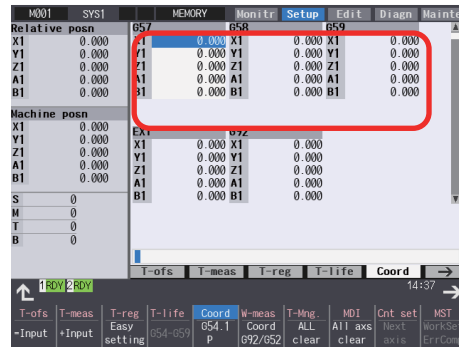 M001 SYS1 MEMORY Monitr Setup Edit Diagn Mainte
Relative posn
X1 0.000
Y1 0.000
Z1 0.000
A1 0.000
B1 0.000
Machine posn
X1 0.000
Y1 0.000
Z1 0.000
A1 0.000
B1 0.000
S 0
M 0
T 0
B 0
G57 G58 G59
X1 0.000 X1 0.000 X1 0.000
Y1 0.000 Y1 0.000 Y1 0.000
Z1 0.000 Z1 0.000 Z1 0.000
A1 0.000 A1 0.000 A1 0.000
B1 0.000 B1 0.000 B1 0.000
EXT G92
X1 0.000 X1 0.000
Y1 0.000 Y1 0.000
Z1 0.000 Z1 0.000
A1 0.000 A1 0.000
B1 0.000 B1 0.000
T-ofs T-meas T-reg T-life Coord
1RDY 2RDY 14:37
T-ofs T-meas T-reg T-life Coord W-meas T-Mng. MDI Cnt set MST
=Input +Input Easy setting G54-G59 G54.1 P Coord G92/G52 ALL clear All axs clear Next axis WorkSe ErrCom